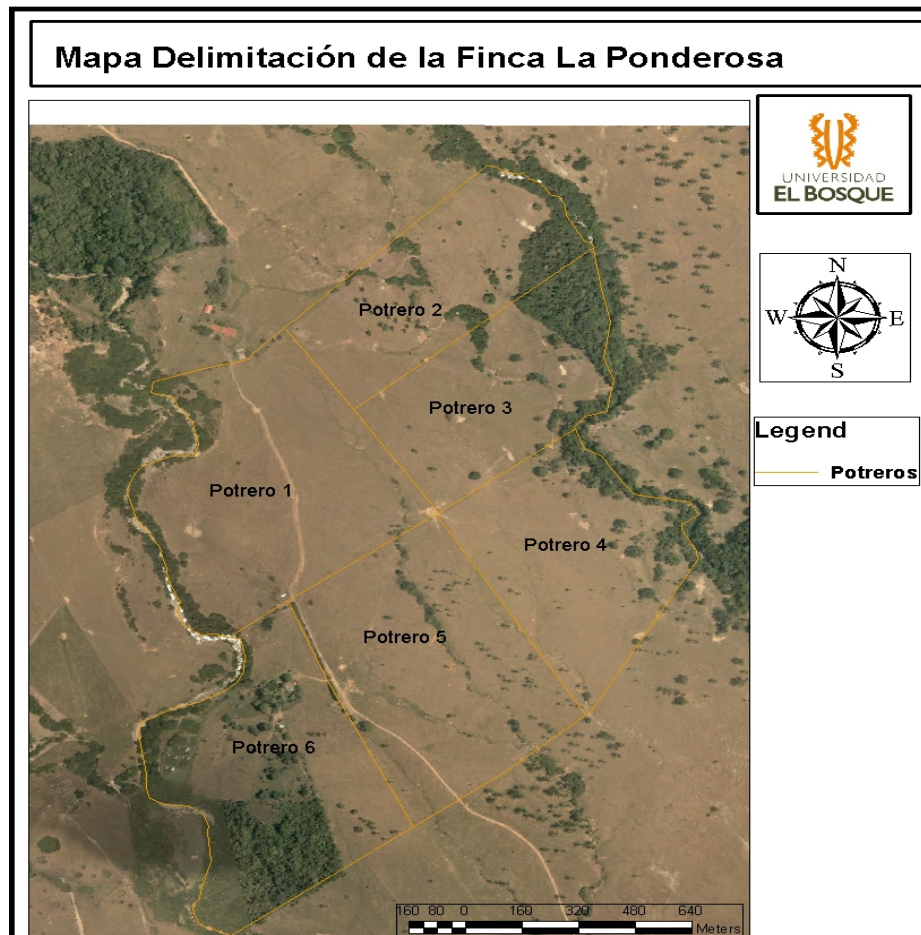 Mapa Delimitación de la Finca La Ponderosa
UNIVERSIDAD
EL BOSQUE
N
W E
S
Legend
Potreros
Potrero 2
Potrero 3
Potrero 1
Potrero 4
Potrero 5
Potrero 6
160 80 0 160 320 480 640
Meters